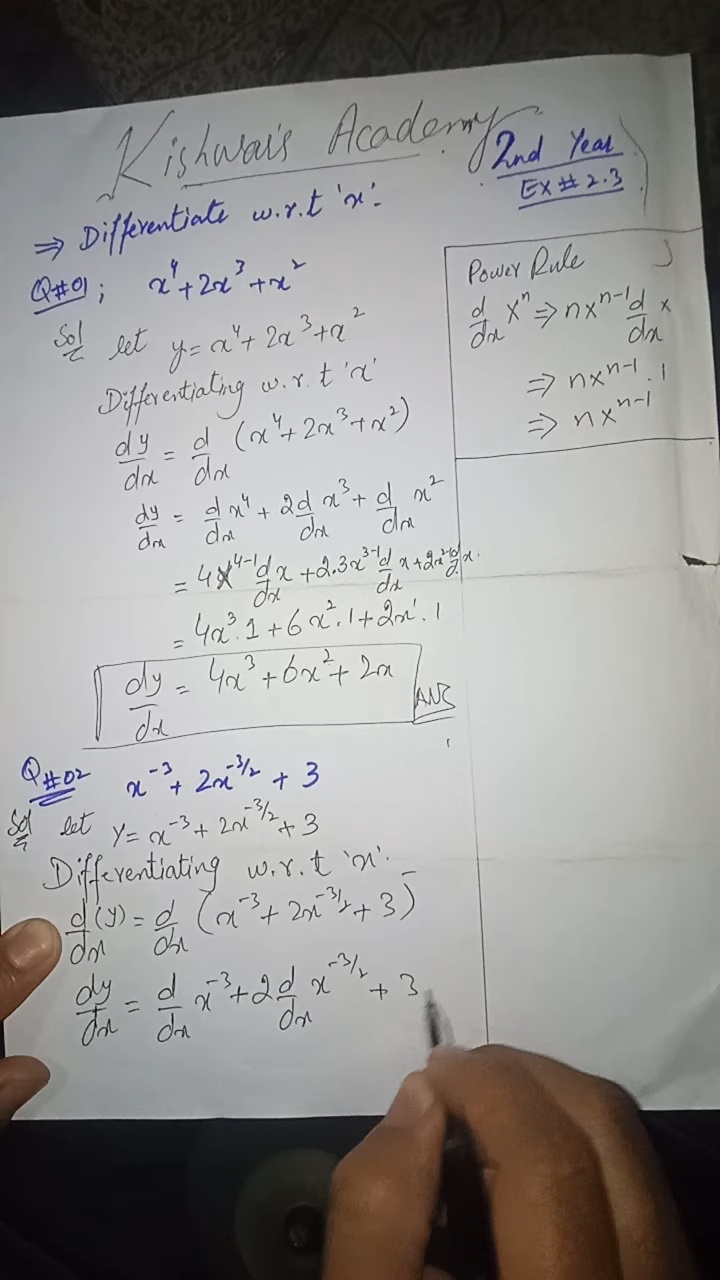 Kishwar's Academy
2nd Year
Ex # 2.3
⇒ Differentiate w.r.t 'x'.
Q#01; x⁴+2x³+x²
Sol let y=x⁴+2x³+x²
Differentiating w.r.t 'x'
dy/dx = d/dx (x⁴+2x³+x²)
dy/dx = d/dx x⁴ + 2d/dx x³ + d/dx x²
= 4x⁴⁻¹ d/dx x + 2.3x³⁻¹ d/dx x + 2x²⁻¹ d/dx x.
= 4x³.1+6x².1+2x¹.1
dy/dx = 4x³+6x²+2x ANS
Power Rule
d/dx xⁿ ⇒ nxⁿ⁻¹ d/dx x
⇒ nxⁿ⁻¹.1
⇒ nxⁿ⁻¹
Q#02 x⁻³ + 2x^(-3/2) + 3
Sol let Y= x⁻³ + 2x^(-3/2) + 3
Differentiating w.r.t 'x'.
d/dx (y) = d/dx (x⁻³ + 2x^(-3/2) + 3)
dy/dx = d/dx x⁻³ + 2d/dx x^(-3/2) + 3